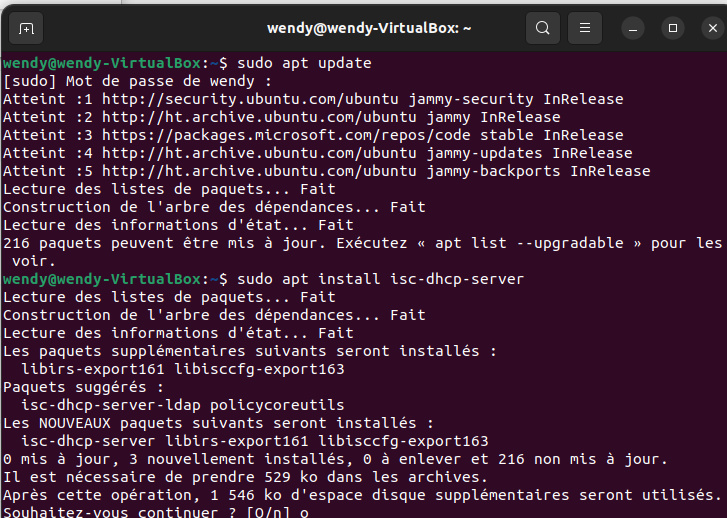 wendy@wendy-VirtualBox: ~
wendy@wendy-VirtualBox:~$ sudo apt update
[sudo] Mot de passe de wendy :
Atteint :1 http://security.ubuntu.com/ubuntu jammy-security InRelease
Atteint :2 http://ht.archive.ubuntu.com/ubuntu jammy InRelease
Atteint :3 https://packages.microsoft.com/repos/code stable InRelease
Atteint :4 http://ht.archive.ubuntu.com/ubuntu jammy-updates InRelease
Atteint :5 http://ht.archive.ubuntu.com/ubuntu jammy-backports InRelease
Lecture des listes de paquets... Fait
Construction de l'arbre des dépendances... Fait
Lecture des informations d'état... Fait
216 paquets peuvent être mis à jour. Exécutez « apt list --upgradable » pour les
 voir.
wendy@wendy-VirtualBox:~$ sudo apt install isc-dhcp-server
Lecture des listes de paquets... Fait
Construction de l'arbre des dépendances... Fait
Lecture des informations d'état... Fait
Les paquets supplémentaires suivants seront installés :
  libirs-export161 libisccfg-export163
Paquets suggérés :
  isc-dhcp-server-ldap policycoreutils
Les NOUVEAUX paquets suivants seront installés :
  isc-dhcp-server libirs-export161 libisccfg-export163
0 mis à jour, 3 nouvellement installés, 0 à enlever et 216 non mis à jour.
Il est nécessaire de prendre 529 ko dans les archives.
Après cette opération, 1 546 ko d'espace disque supplémentaires seront utilisés.
Souhaitez-vous continuer ? [O/n] o